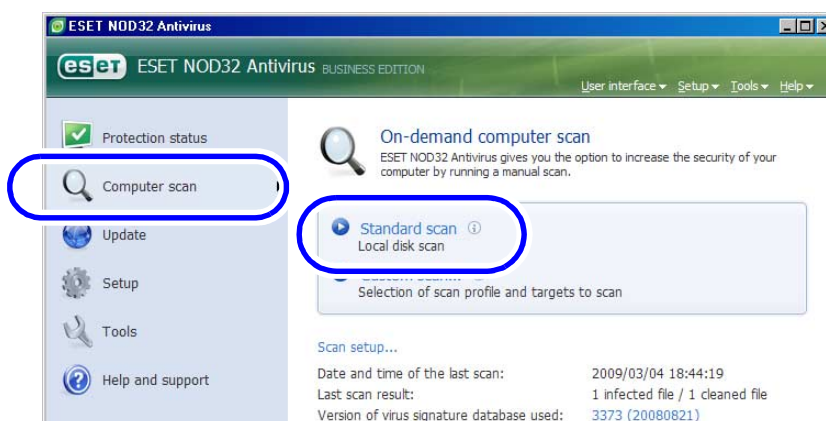 ESET NOD32 Antivirus
eset ESET NOD32 Antivirus BUSINESS EDITION
User interface Setup Tools Help
Protection status
Computer scan
Update
Setup
Tools
Help and support
On-demand computer scan
ESET NOD32 Antivirus gives you the option to increase the security of your
computer by running a manual scan.
Standard scan
Local disk scan
Custom scan...
Selection of scan profile and targets to scan
Scan setup...
Date and time of the last scan: 2009/03/04 18:44:19
Last scan result: 1 infected file / 1 cleaned file
Version of virus signature database used: 3373 (20080821)